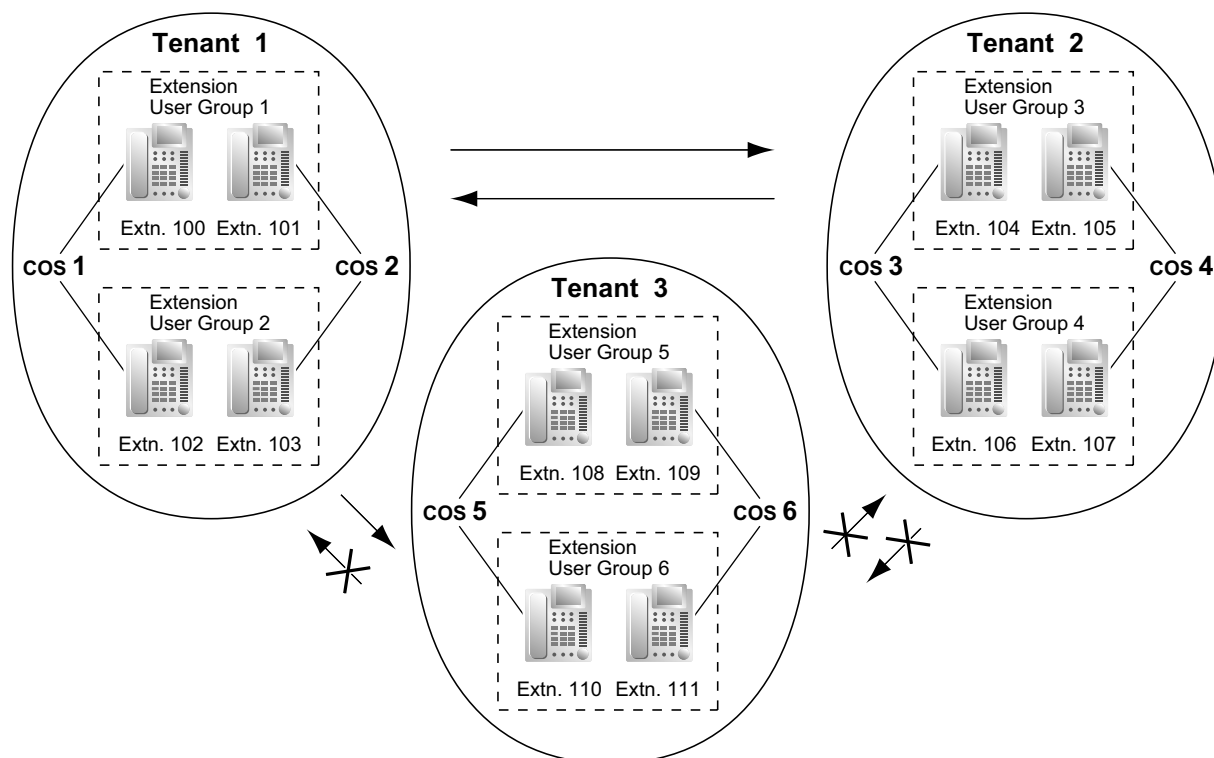 Tenant 1
Extension
User Group 1
Extn. 100 Extn. 101
COS 1
COS 2
Extension
User Group 2
Extn. 102 Extn. 103
Tenant 2
Extension
User Group 3
Extn. 104 Extn. 105
COS 3
COS 4
Extension
User Group 4
Extn. 106 Extn. 107
Tenant 3
Extension
User Group 5
Extn. 108 Extn. 109
COS 5
COS 6
Extension
User Group 6
Extn. 110 Extn. 111